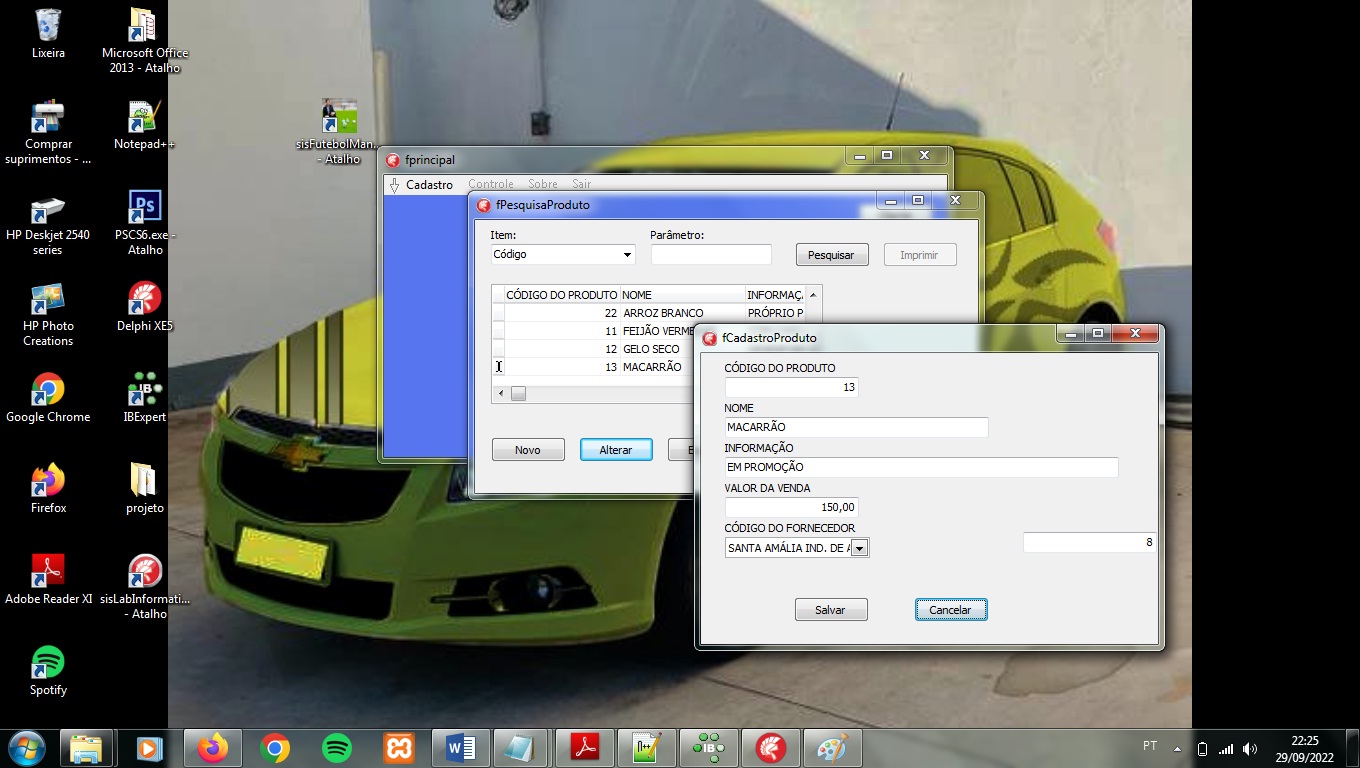 Lixeira
Microsoft Office
2013 - Atalho
Comprar
suprimentos - ...
Notepad++
sisFutebolMan...
- Atalho
HP Deskjet 2540
series
PSCS6.exe -
Atalho
HP Photo
Creations
Delphi XE5
Google Chrome
IBExpert
Firefox
projeto
Adobe Reader XI
sisLabInformati...
- Atalho
Spotify
fprincipal
Cadastro Controle Sobre Sair
fPesquisaProduto
Item: Parâmetro:
Código Pesquisar Imprimir
CÓDIGO DO PRODUTO NOME INFORMAÇ
22 ARROZ BRANCO PRÓPRIO P
11 FEIJÃO VERME
12 GELO SECO
13 MACARRÃO
Novo Alterar E
fCadastroProduto
CÓDIGO DO PRODUTO
13
NOME
MACARRÃO
INFORMAÇÃO
EM PROMOÇÃO
VALOR DA VENDA
150,00
CÓDIGO DO FORNECEDOR
SANTA AMÁLIA IND. DE A 8
Salvar Cancelar
PT
22:25
29/09/2022